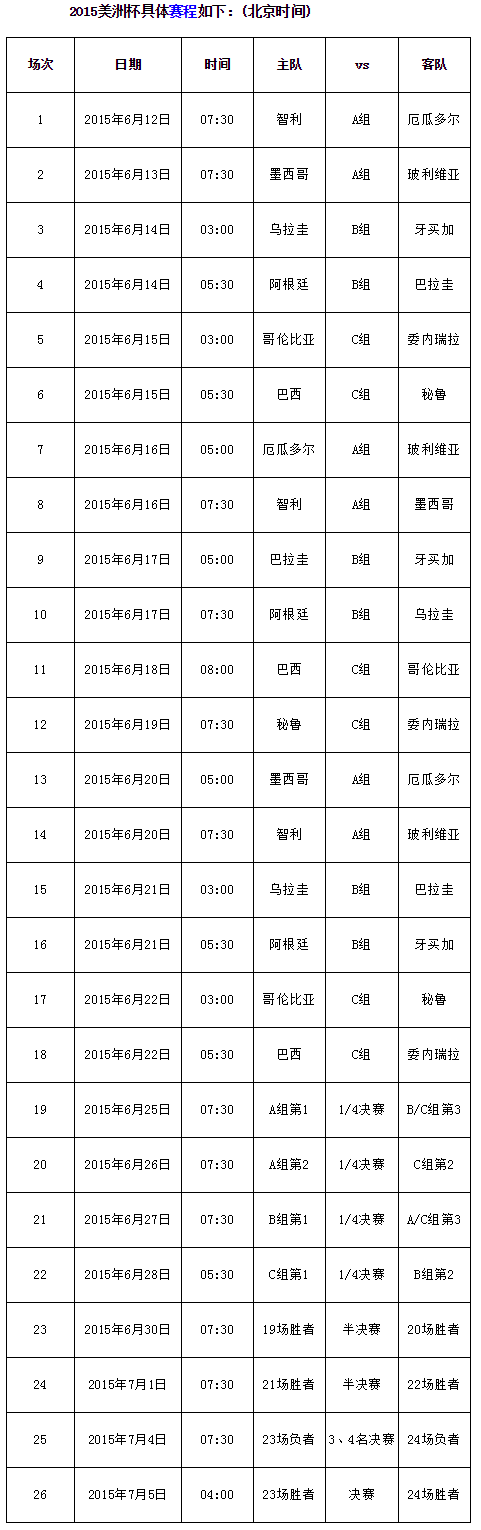 2015美洲杯具体赛程如下：(北京时间)
场次 日期 时间 主队 vs 客队
1 2015年6月12日 07:30 智利 A组 厄瓜多尔
2 2015年6月13日 07:30 墨西哥 A组 玻利维亚
3 2015年6月14日 03:00 乌拉圭 B组 牙买加
4 2015年6月14日 05:30 阿根廷 B组 巴拉圭
5 2015年6月15日 03:00 哥伦比亚 C组 委内瑞拉
6 2015年6月15日 05:30 巴西 C组 秘鲁
7 2015年6月16日 05:00 厄瓜多尔 A组 玻利维亚
8 2015年6月16日 07:30 智利 A组 墨西哥
9 2015年6月17日 05:00 巴拉圭 B组 牙买加
10 2015年6月17日 07:30 阿根廷 B组 乌拉圭
11 2015年6月18日 08:00 巴西 C组 哥伦比亚
12 2015年6月19日 07:30 秘鲁 C组 委内瑞拉
13 2015年6月20日 05:00 墨西哥 A组 厄瓜多尔
14 2015年6月20日 07:30 智利 A组 玻利维亚
15 2015年6月21日 03:00 乌拉圭 B组 巴拉圭
16 2015年6月21日 05:30 阿根廷 B组 牙买加
17 2015年6月22日 03:00 哥伦比亚 C组 秘鲁
18 2015年6月22日 05:30 巴西 C组 委内瑞拉
19 2015年6月25日 07:30 A组第1 1/4决赛 B/C组第3
20 2015年6月26日 07:30 A组第2 1/4决赛 C组第2
21 2015年6月27日 07:30 B组第1 1/4决赛 A/C组第3
22 2015年6月28日 05:30 C组第1 1/4决赛 B组第2
23 2015年6月30日 07:30 19场胜者 半决赛 20场胜者
24 2015年7月1日 07:30 21场胜者 半决赛 22场胜者
25 2015年7月4日 07:30 23场负者 3、4名决赛 24场负者
26 2015年7月5日 04:00 23场胜者 决赛 24场胜者